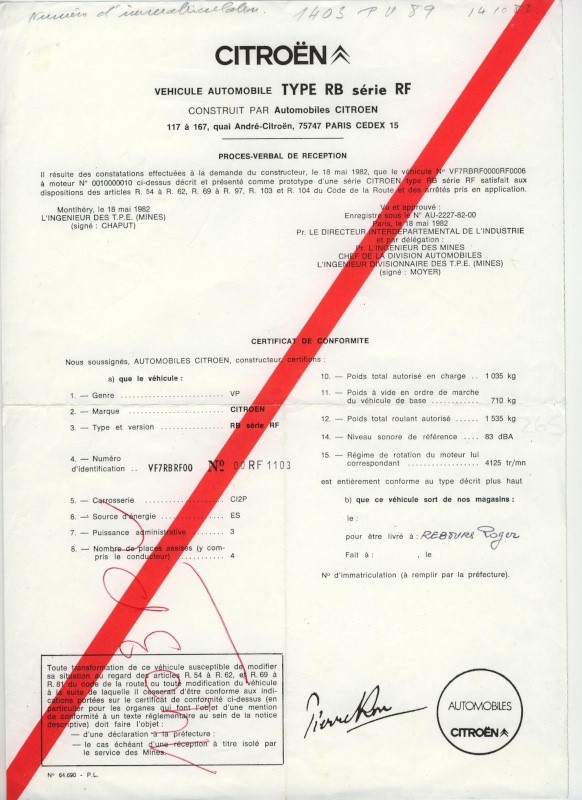 Numéro d'immatriculation. 1403 PV 89
CITROËN
VEHICULE AUTOMOBILE TYPE RB série RF
CONSTRUIT PAR Automobiles CITROEN
117 à 167, quai André-Citroën, 75747 PARIS CEDEX 15
PROCES-VERBAL DE RECEPTION
Il résulte des constatations effectuées à la demande du constructeur, le 18 mai 1982, que le véhicule N° VF7RBRF0000RF0006
à moteur N° 0010000010 ci-dessus décrit et présenté comme prototype d'une série CITROEN type RB série RF satisfait aux
dispositions des articles R. 54 à R. 62, R. 69 à R. 97, R. 103 et R. 104 du Code de la Route et des arrêtés pris en application.
Montlhéry, le 18 mai 1982
L'INGENIEUR DES T.P.E. (MINES)
(signé : CHAPUT)
Vu et approuvé :
Enregistré sous le N° AU-2227-82-00
Paris, le 18 mai 1982
Pr. LE DIRECTEUR INTERDEPARTEMENTAL DE L'INDUSTRIE
et par délégation :
Pr. L'INGENIEUR DES MINES
CHEF DE LA DIVISION AUTOMOBILES
L'INGENIEUR DIVISIONNAIRE DES T.P.E. (MINES)
(signé : MOYER)
CERTIFICAT DE CONFORMITE
Nous soussignés, AUTOMOBILES CITROEN, constructeur, certifions :
a) que le véhicule :
1. — Genre VP
2. — Marque CITROEN
3. — Type et version RB série RF
4. — Numéro
d'identification .. VF7RBRF00 N° 00RF 1103
5. — Carrosserie CI2P
6. — Source d'énergie ES
7. — Puissance administrative 3
8. — Nombre de places assises (y com-
pris le conducteur) 4
10. — Poids total autorisé en charge .. 1 035 kg
11. — Poids à vide en ordre de marche
du véhicule de base 710 kg
12. — Poids total roulant autorisé 1 535 kg
14. — Niveau sonore de référence 83 dBA
15. — Régime de rotation du moteur lui
correspondant 4125 tr/mn
est entièrement conforme au type décrit plus haut
b) que ce véhicule sort de nos magasins :
le :
pour être livré à : REBOURS Roger
Fait à : , le
N° d'immatriculation (à remplir par la préfecture).
Toute transformation de ce véhicule susceptible de modifier
sa situation au regard des articles R.54 à R.62, et R.69 à
R.81 du code de la route, ou toute modification du véhicule
à la suite de laquelle il cesserait d'être conforme aux indi-
cations portées sur le certificat de conformité ci-dessus (en
particulier pour les organes qui font l'objet d'une mention
de conformité à un texte réglementaire au sein de la notice
descriptive) doit faire l'objet :
— d'une déclaration à la préfecture :
— le cas échéant d'une réception à titre isolé par
le service des Mines.
N° 64.690 - P.L.
AUTOMOBILES
CITROËN